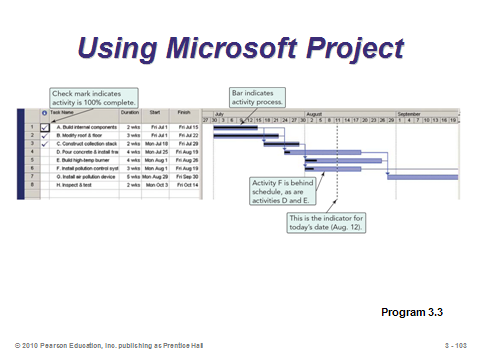 Using Microsoft Project
Check mark indicates
activity is 100% complete.
Bar indicates
activity process.
Task Name Duration Start Finish
July August September
27 30 3 6 9 12 15 18 21 24 27 30 2 5 8 11 14 17 20 23 26 29 1 4 7 10 13 16 19
1 A. Build internal components 2 wks Fri Jul 1 Fri Jul 15
2 B. Modify roof & floor 3 wks Fri Jul 1 Fri Jul 22
3 C. Construct collection stack 2 wks Mon Jul 18 Fri Jul 29
4 D. Pour concrete & install fra 4 wks Mon Jul 25 Fri Aug 19
5 E. Build high-temp burner 4 wks Mon Aug 1 Fri Aug 26
6 F. Install pollution control syst 3 wks Mon Aug 1 Fri Aug 19
7 G. Install air pollution device 5 wks Mon Aug 29 Fri Sep 30
8 H. Inspect & test 2 wks Mon Oct 3 Fri Oct 14
Activity F is behind
schedule, as are
activities D and E.
This is the indicator for
today's date (Aug. 12).
Program 3.3
© 2010 Pearson Education, Inc. publishing as Prentice Hall
3 - 103